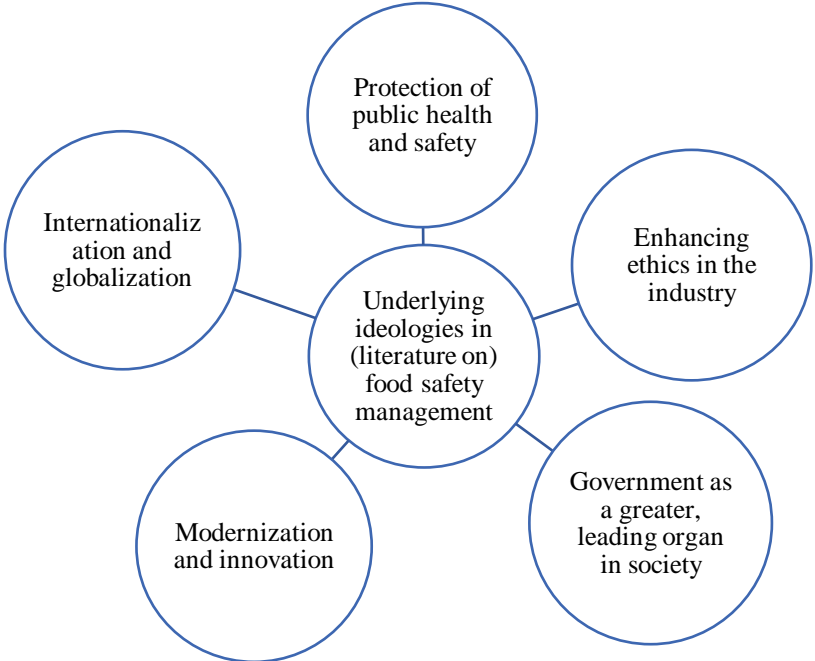 Protection of
public health
and safety
Internationaliz
ation and
globalization
Enhancing
ethics in the
industry
Underlying
ideologies in
(literature on)
food safety
management
Modernization
and innovation
Government as
a greater,
leading organ
in society